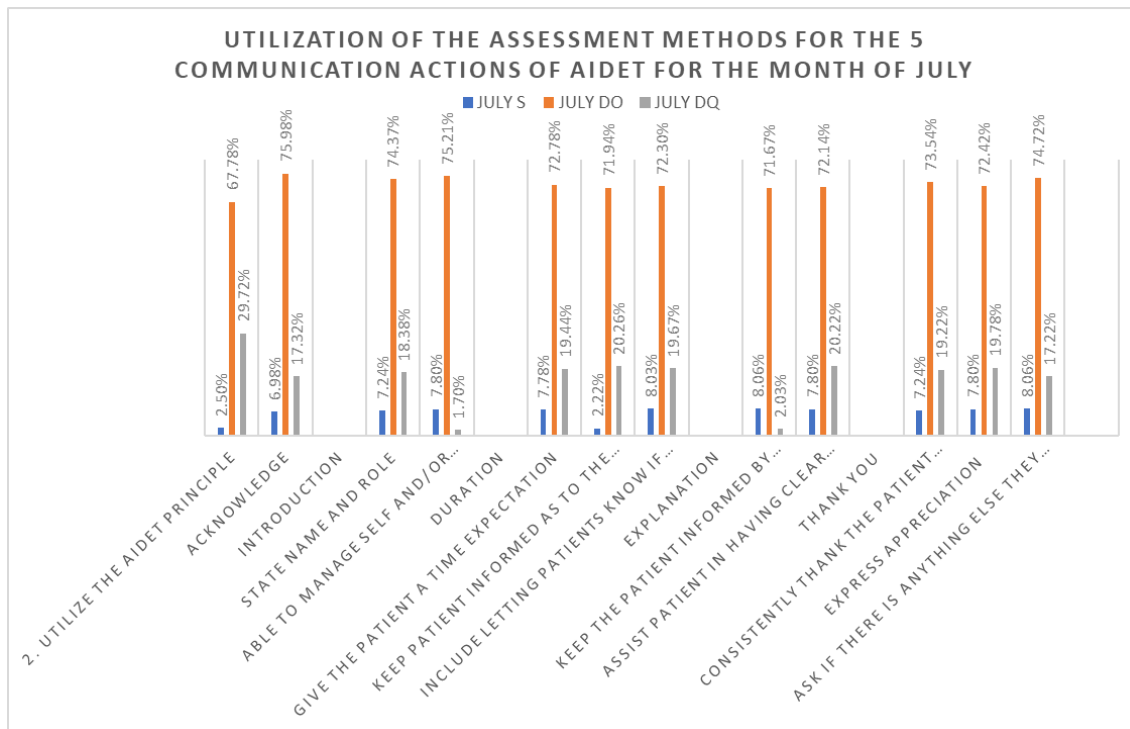 UTILIZATION OF THE ASSESSMENT METHODS FOR THE 5
COMMUNICATION ACTIONS OF AIDET FOR THE MONTH OF JULY
JULY S JULY DO JULY DQ
2.50%
67.78%
29.72%
6.98%
75.98%
17.32%
7.24%
74.37%
18.38%
7.80%
75.21%
1.70%
7.78%
72.78%
19.44%
2.22%
71.94%
20.26%
8.03%
72.30%
19.67%
8.06%
71.67%
2.03%
7.80%
72.14%
20.22%
7.24%
73.54%
19.22%
7.80%
72.42%
19.78%
8.06%
74.72%
17.22%
2. UTILIZE THE AIDET PRINCIPLE
ACKNOWLEDGE
INTRODUCTION
STATE NAME AND ROLE
ABLE TO MANAGE SELF AND/OR…
DURATION
GIVE THE PATIENT A TIME EXPECTATION
KEEP PATIENT INFORMED AS TO THE…
INCLUDE LETTING PATIENTS KNOW IF…
EXPLANATION
KEEP THE PATIENT INFORMED BY…
ASSIST PATIENT IN HAVING CLEAR…
THANK YOU
CONSISTENTLY THANK THE PATIENT…
EXPRESS APPRECIATION
ASK IF THERE IS ANYTHING ELSE THEY…